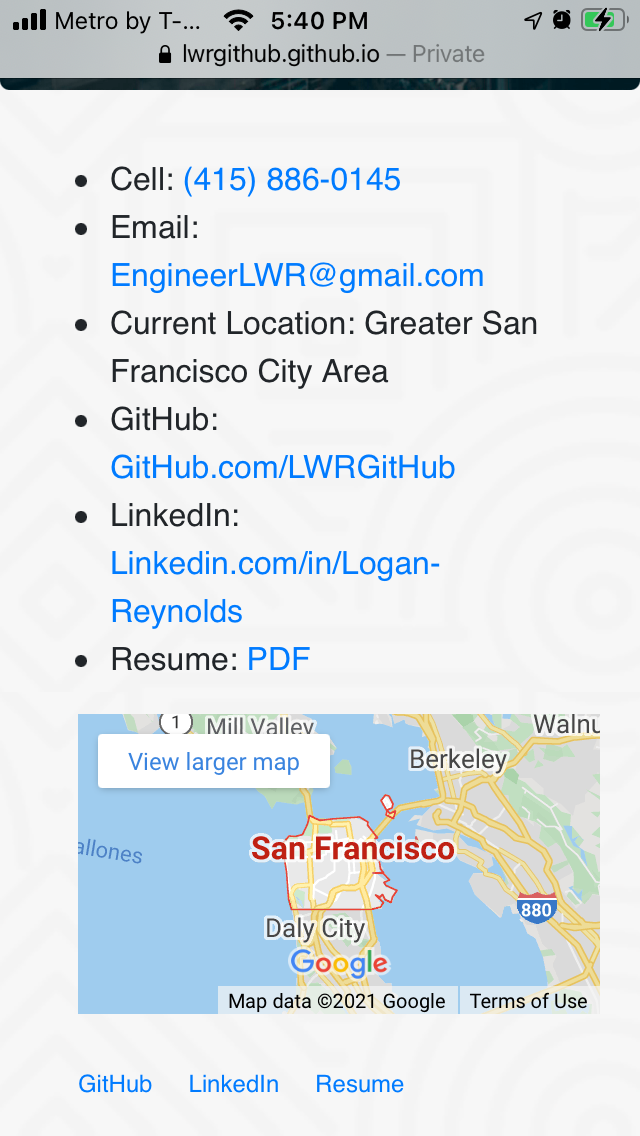 Metro by T-... 5:40 PM
lwrgithub.github.io — Private
Cell: (415) 886-0145
Email:
EngineerLWR@gmail.com
Current Location: Greater San
Francisco City Area
GitHub:
GitHub.com/LWRGitHub
LinkedIn:
Linkedin.com/in/Logan-
Reynolds
Resume: PDF
1 Mill Valley Walnu
View larger map Berkeley
San Francisco
allones
880
Daly City
Google
Map data ©2021 Google Terms of Use
GitHub LinkedIn Resume